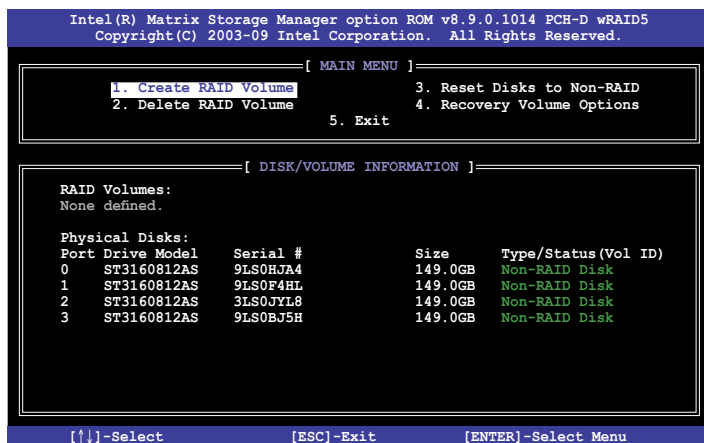 Intel(R) Matrix Storage Manager option ROM v8.9.0.1014 PCH-D wRAID5
Copyright(C) 2003-09 Intel Corporation. All Rights Reserved.
[ MAIN MENU ]
1. Create RAID Volume 3. Reset Disks to Non-RAID
2. Delete RAID Volume 4. Recovery Volume Options
5. Exit
[ DISK/VOLUME INFORMATION ]
RAID Volumes:
None defined.
Physical Disks:
Port Drive Model Serial # Size Type/Status(Vol ID)
0 ST3160812AS 9LS0HJA4 149.0GB Non-RAID Disk
1 ST3160812AS 9LS0F4HL 149.0GB Non-RAID Disk
2 ST3160812AS 3LS0JYL8 149.0GB Non-RAID Disk
3 ST3160812AS 9LS0BJ5H 149.0GB Non-RAID Disk
[↑↓]-Select [ESC]-Exit [ENTER]-Select Menu